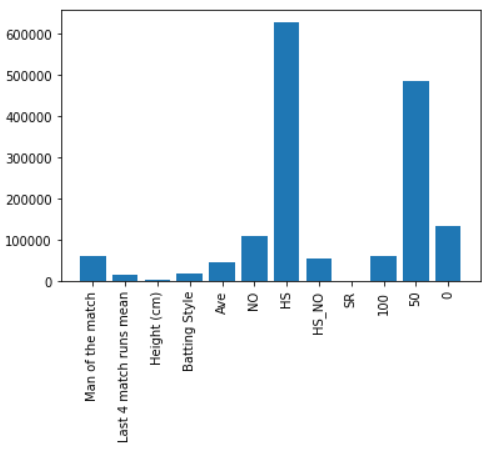 600000
500000
400000
300000
200000
100000
0
Man of the match
Last 4 match runs mean
Height (cm)
Batting Style
Ave
NO
HS
HS_NO
SR
100
50
0